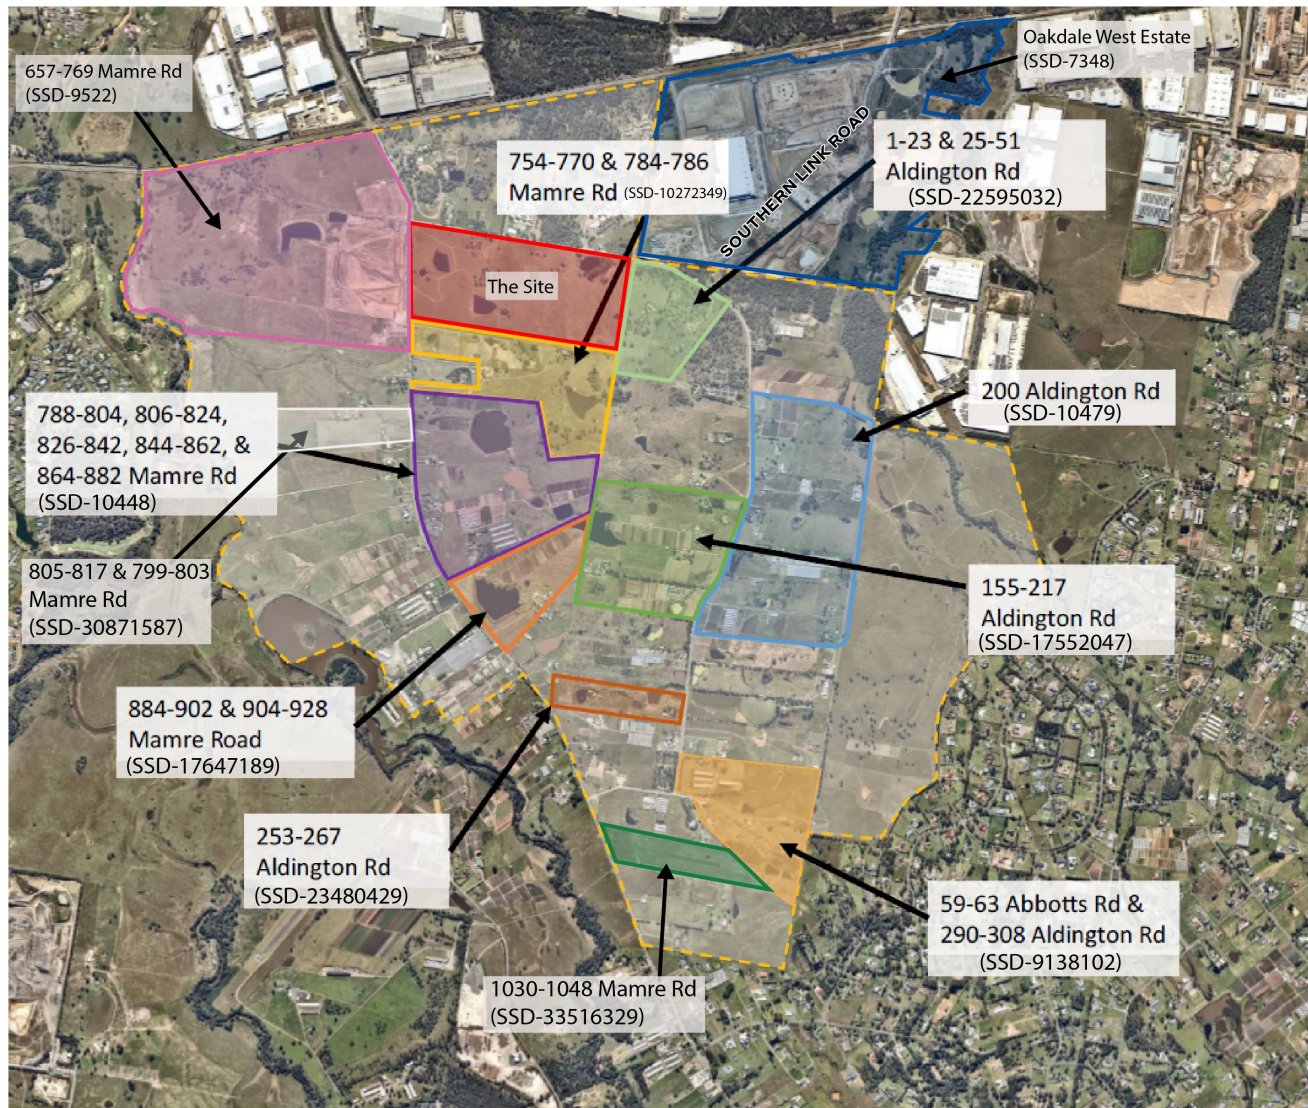 Oakdale West Estate
(SSD-7348)
657-769 Mamre Rd
(SSD-9522)
SOUTHERN LINK ROAD
1-23 & 25-51
Aldington Rd
(SSD-22595032)
754-770 & 784-786
Mamre Rd (SSD-10272349)
The Site
200 Aldington Rd
(SSD-10479)
788-804, 806-824,
826-842, 844-862, &
864-882 Mamre Rd
(SSD-10448)
805-817 & 799-803
Mamre Rd
(SSD-30871587)
155-217
Aldington Rd
(SSD-17552047)
884-902 & 904-928
Mamre Road
(SSD-17647189)
253-267
Aldington Rd
(SSD-23480429)
59-63 Abbotts Rd &
290-308 Aldington Rd
(SSD-9138102)
1030-1048 Mamre Rd
(SSD-33516329)